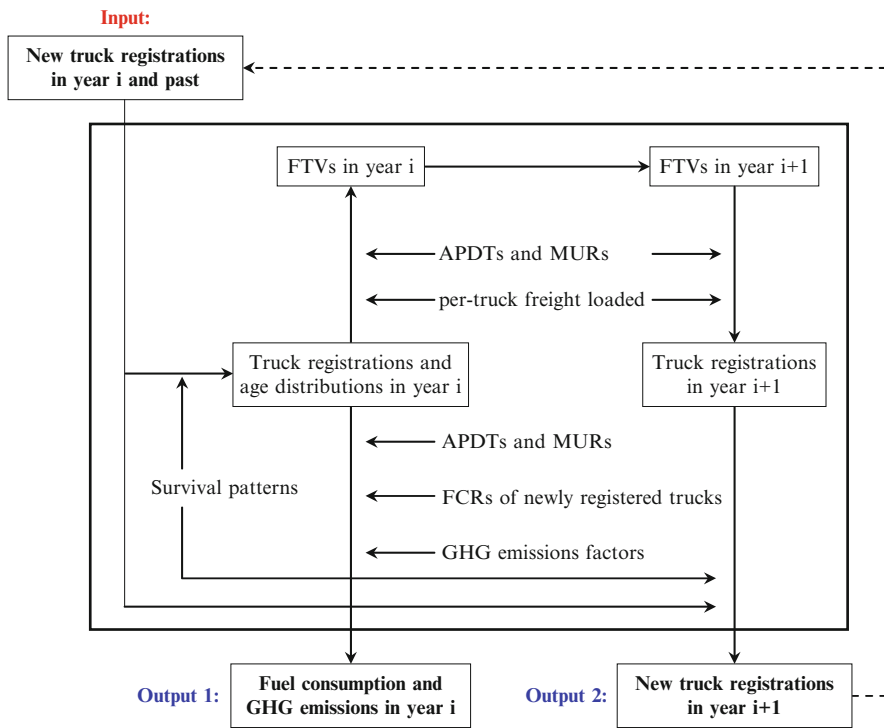 Input:
New truck registrations
in year i and past
FTVs in year i
FTVs in year i+1
APDTs and MURs
per-truck freight loaded
Truck registrations and
age distributions in year i
Truck registrations
in year i+1
APDTs and MURs
Survival patterns
FCRs of newly registered trucks
GHG emissions factors
Output 1:
Fuel consumption and
GHG emissions in year i
Output 2:
New truck registrations
in year i+1